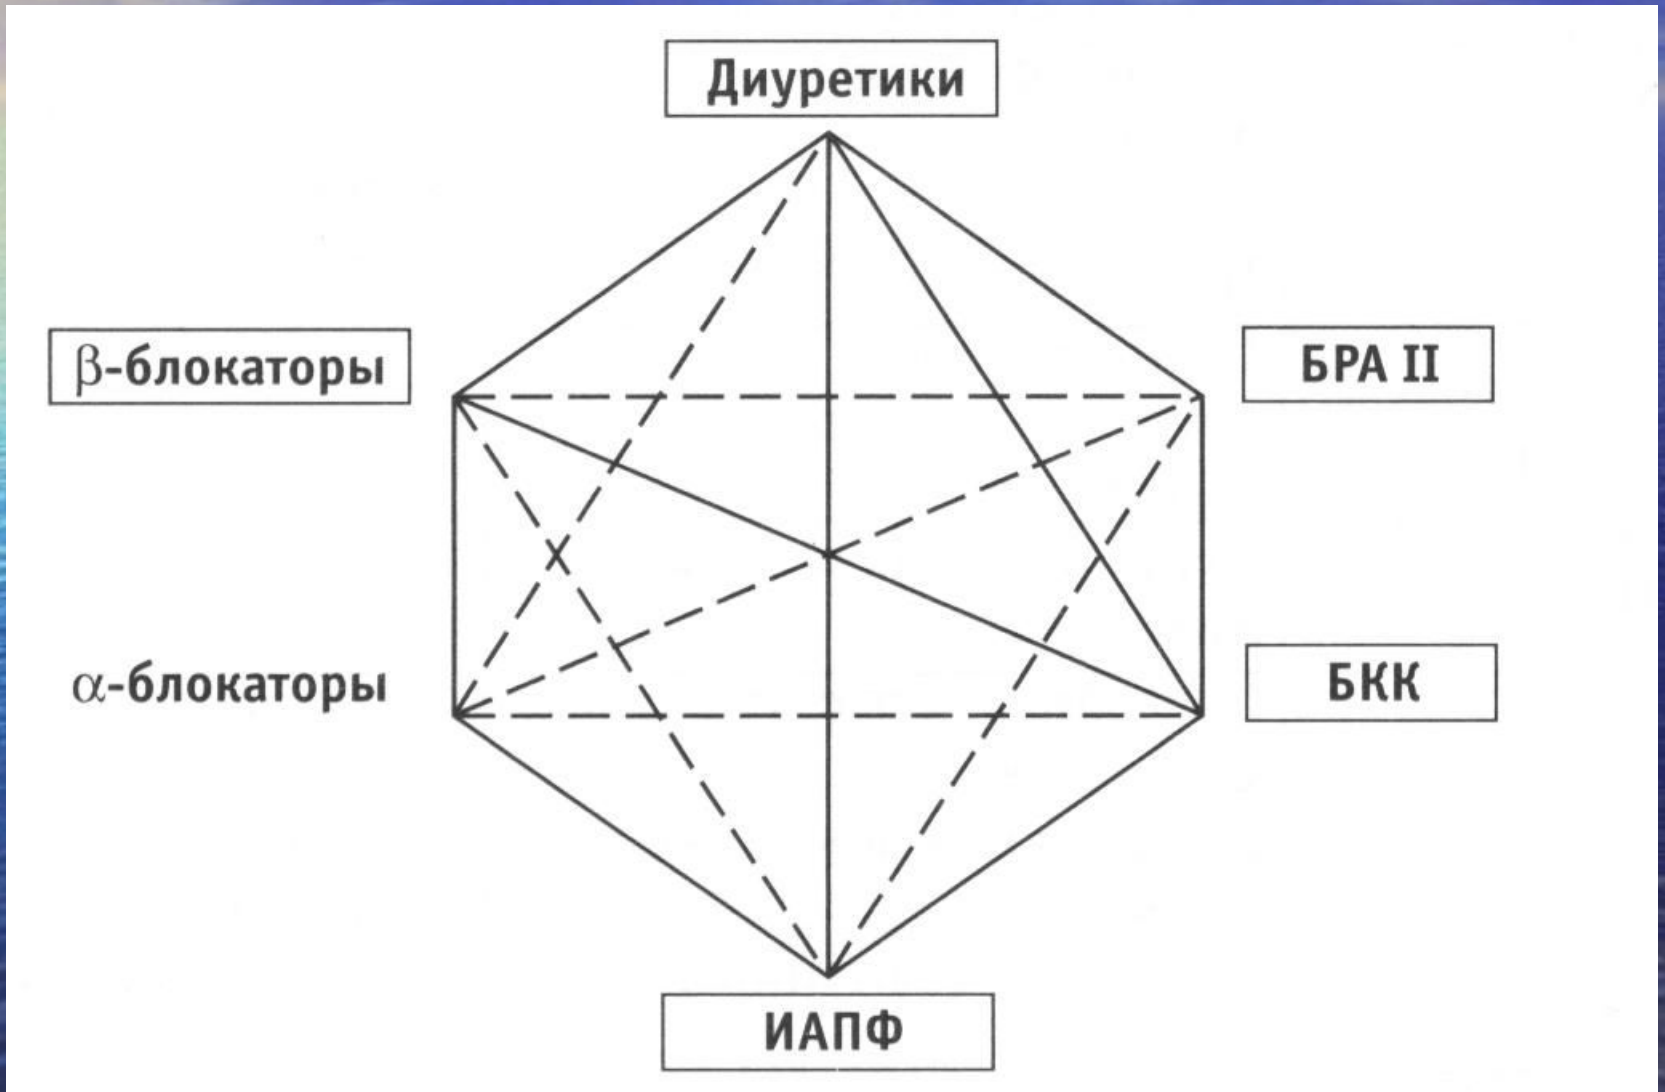 Диуретики
β-блокаторы
БРА II
α-блокаторы
БКК
ИАПФ